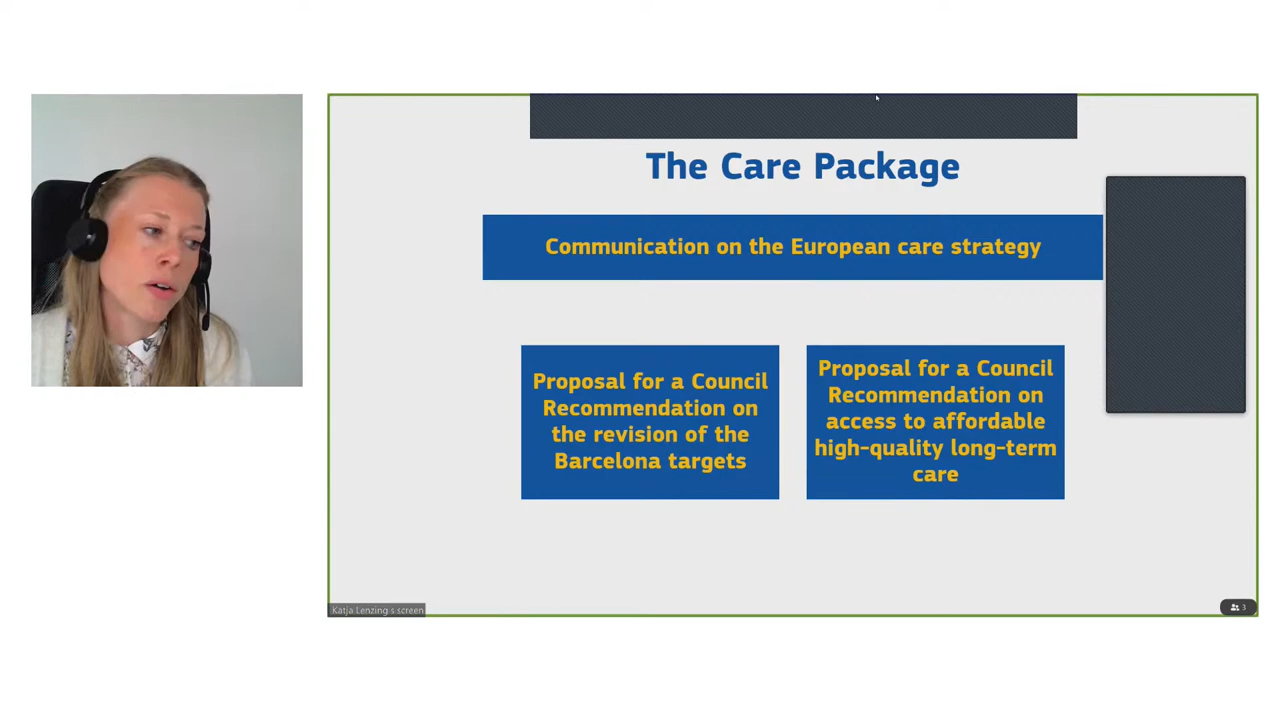 The Care Package
Communication on the European care strategy
Proposal for a Council
Recommendation on
the revision of the
Barcelona targets
Proposal for a Council
Recommendation on
access to affordable
high-quality long-term
care
Katja Lenzing s screen
3